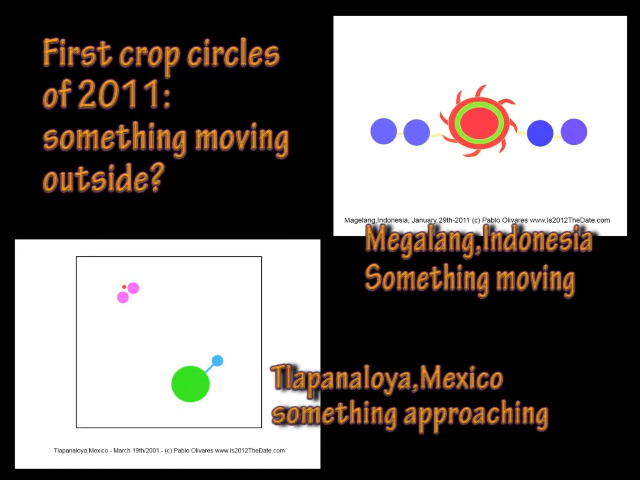 First crop circles
of 2011:
something moving
outside?
Magelang,Indonesia, January 29th-2011 (c) Pablo Olivares www.Is2012TheDate.com
Megalang,Indonesia
Something moving
Tlapanaloya,Mexico
something approaching
Tlapanaloya,Mexico - March 19th/2001 - (c) Pablo Olivares www.Is2012TheDate.com